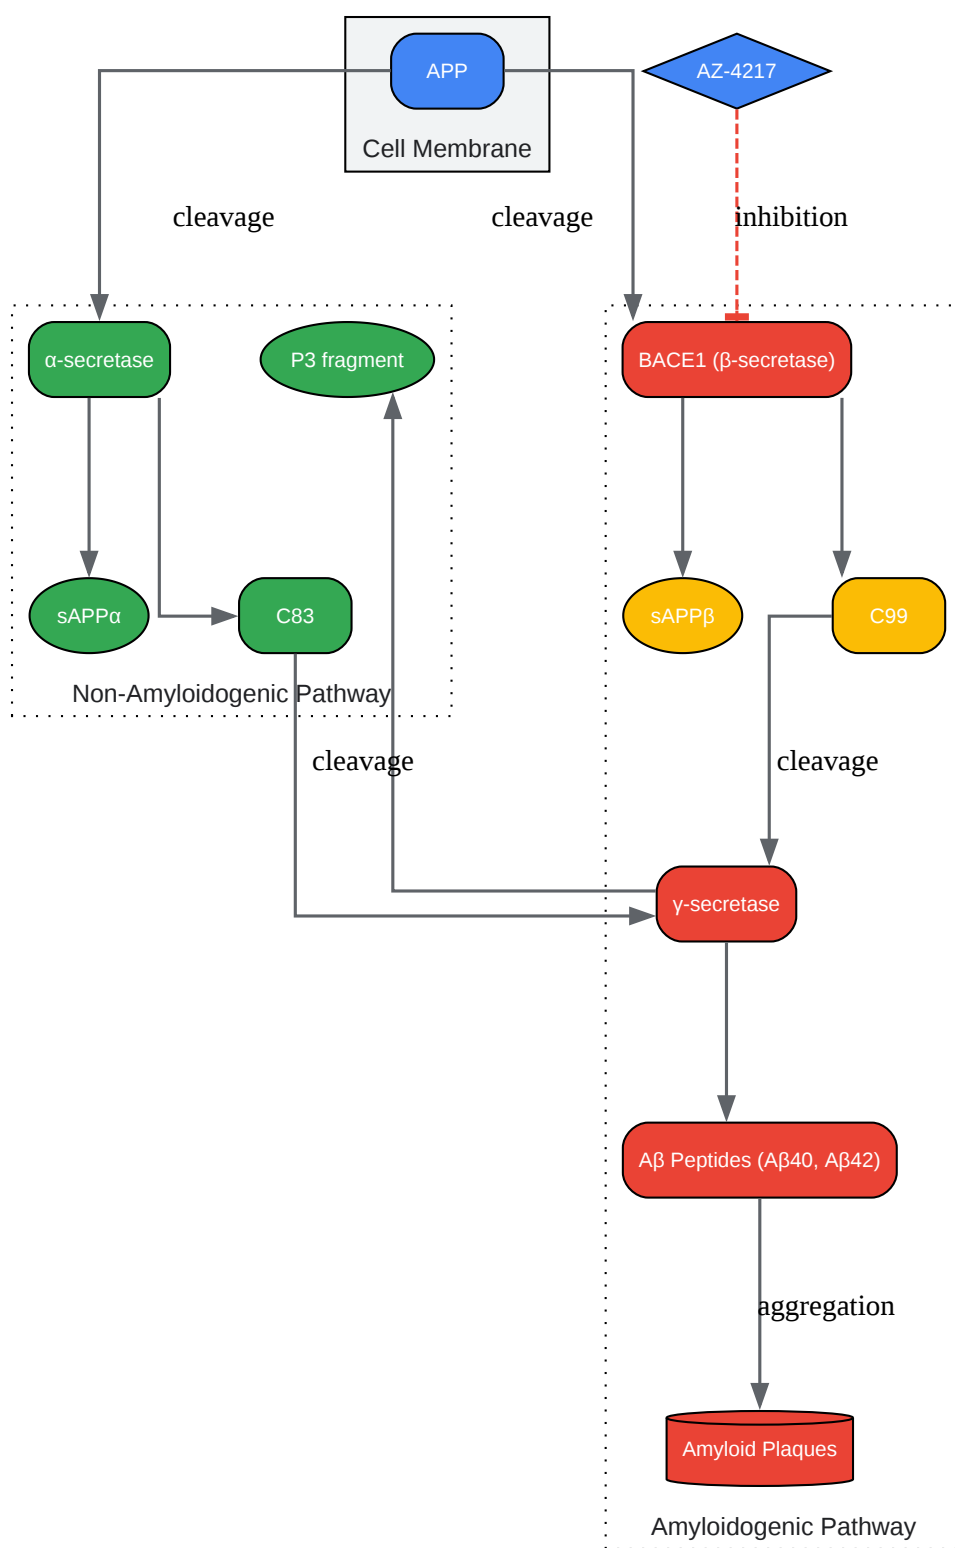 APP
AZ-4217
Cell Membrane
cleavage
cleavage
inhibition
α-secretase
P3 fragment
BACE1 (β-secretase)
sAPPα
C83
sAPPβ
C99
Non-Amyloidogenic Pathway
cleavage
cleavage
γ-secretase
Aβ Peptides (Aβ40, Aβ42)
aggregation
Amyloid Plaques
Amyloidogenic Pathway